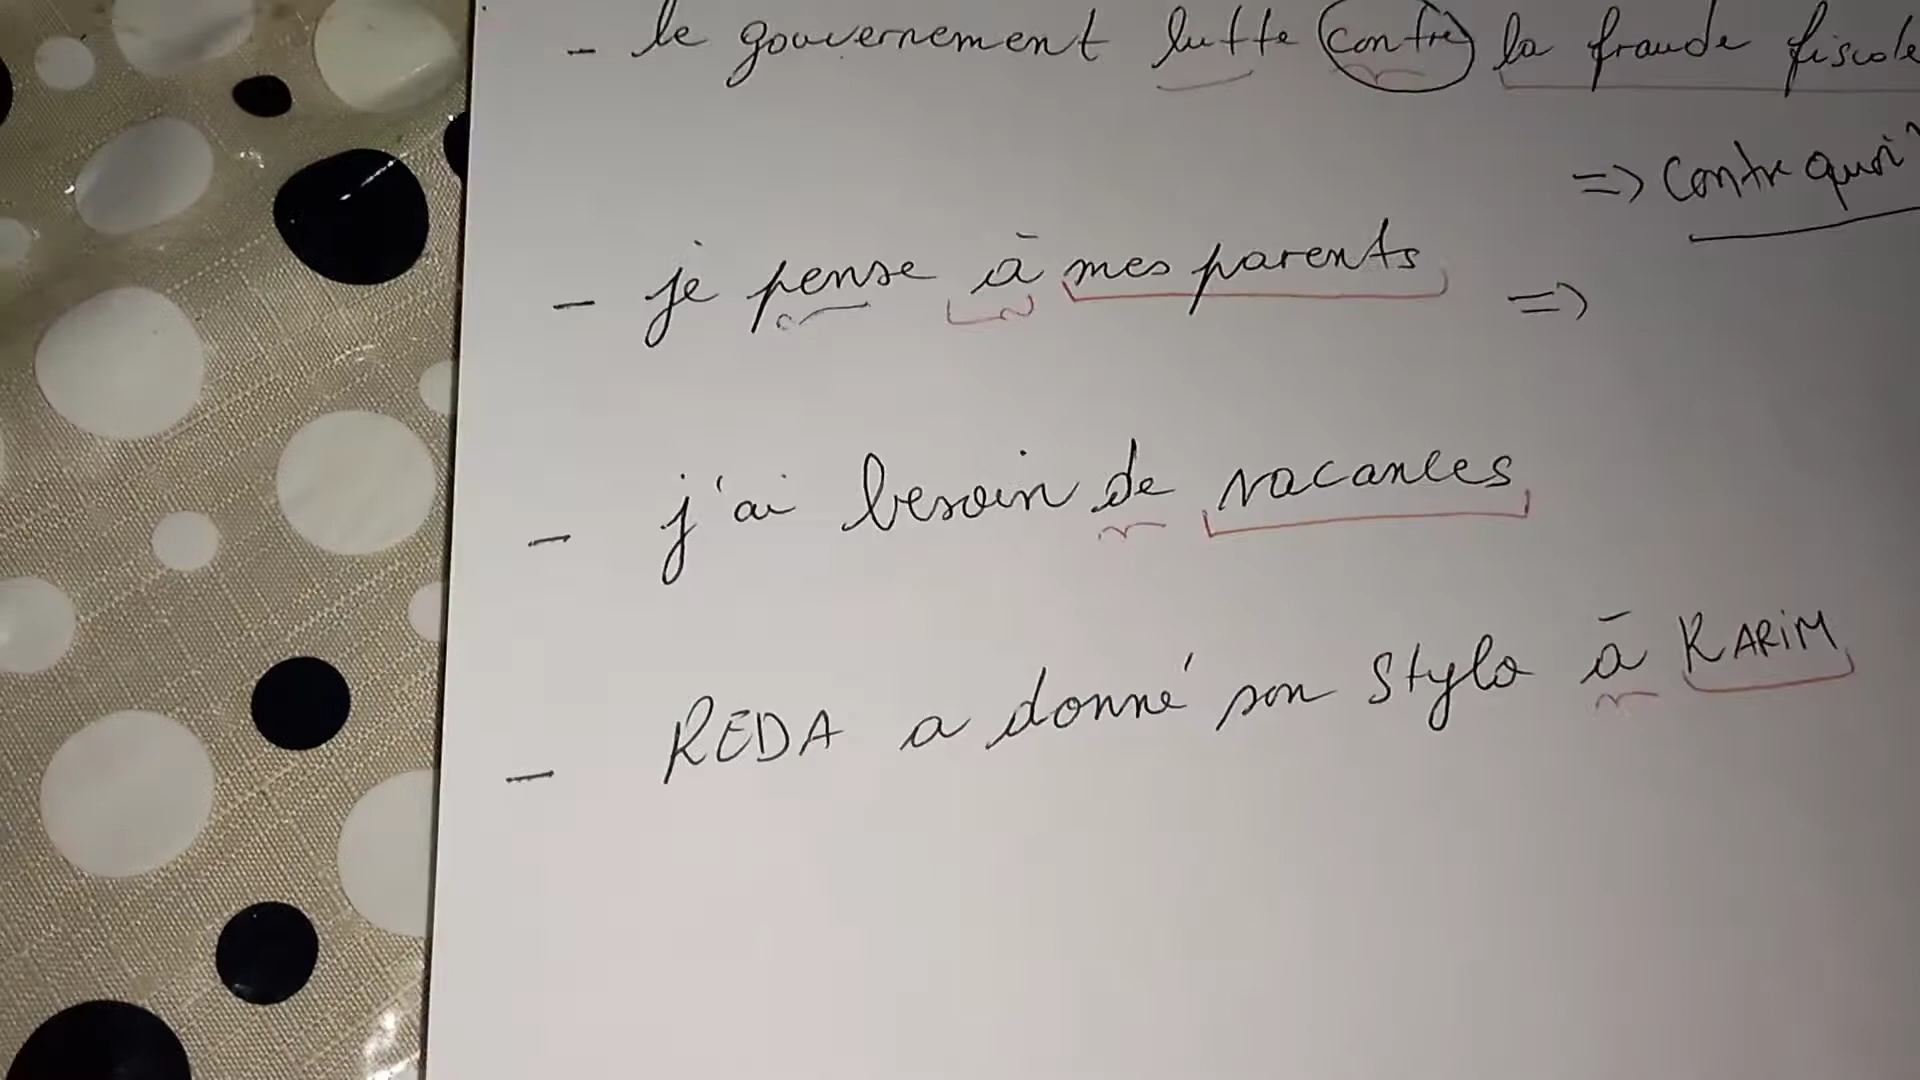 - le gouvernement lutte contre la fraude fiscale
=> Contre quoi?
- je pense à mes parents =>
- j'ai besoin de vacances
- REDA a donné son stylo à KARIM